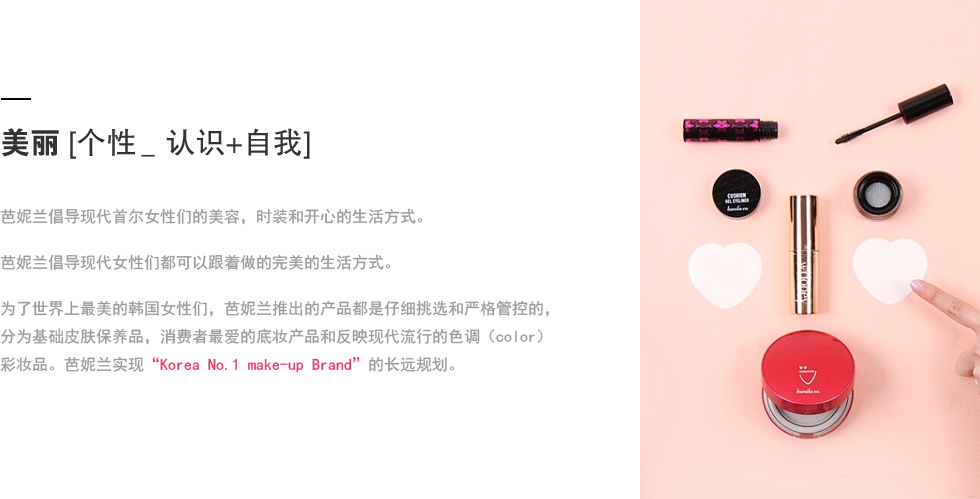 美丽 [个性_ 认识+自我]
芭妮兰倡导现代首尔女性们的美容，时装和开心的生活方式。
芭妮兰倡导现代女性们都可以跟着做的完美的生活方式。
为了世界上最美的韩国女性们，芭妮兰推出的产品都是仔细挑选和严格管控的，
分为基础皮肤保养品，消费者最爱的底妆产品和反映现代流行的色调（color）
彩妆品。芭妮兰实现“Korea No.1 make-up Brand”的长远规划。
CUSHION
GEL EYELINER
banila co.
banila co.